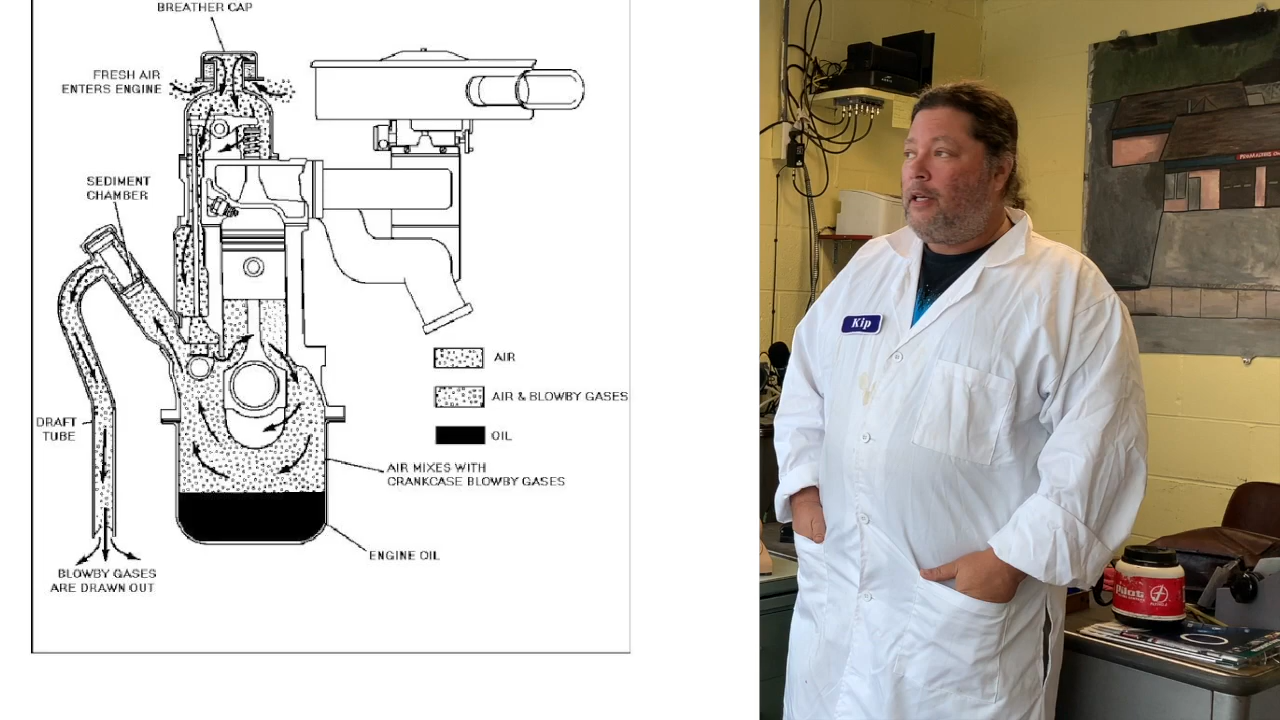 BREATHER CAP
FRESH AIR
ENTERS ENGINE
SEDIMENT
CHAMBER
AIR
AIR & BLOWBY GASES
OIL
DRAFT
TUBE
AIR MIXES WITH
CRANKCASE BLOWBY GASES
ENGINE OIL
BLOWBY GASES
ARE DRAWN OUT
Kip
Pilot